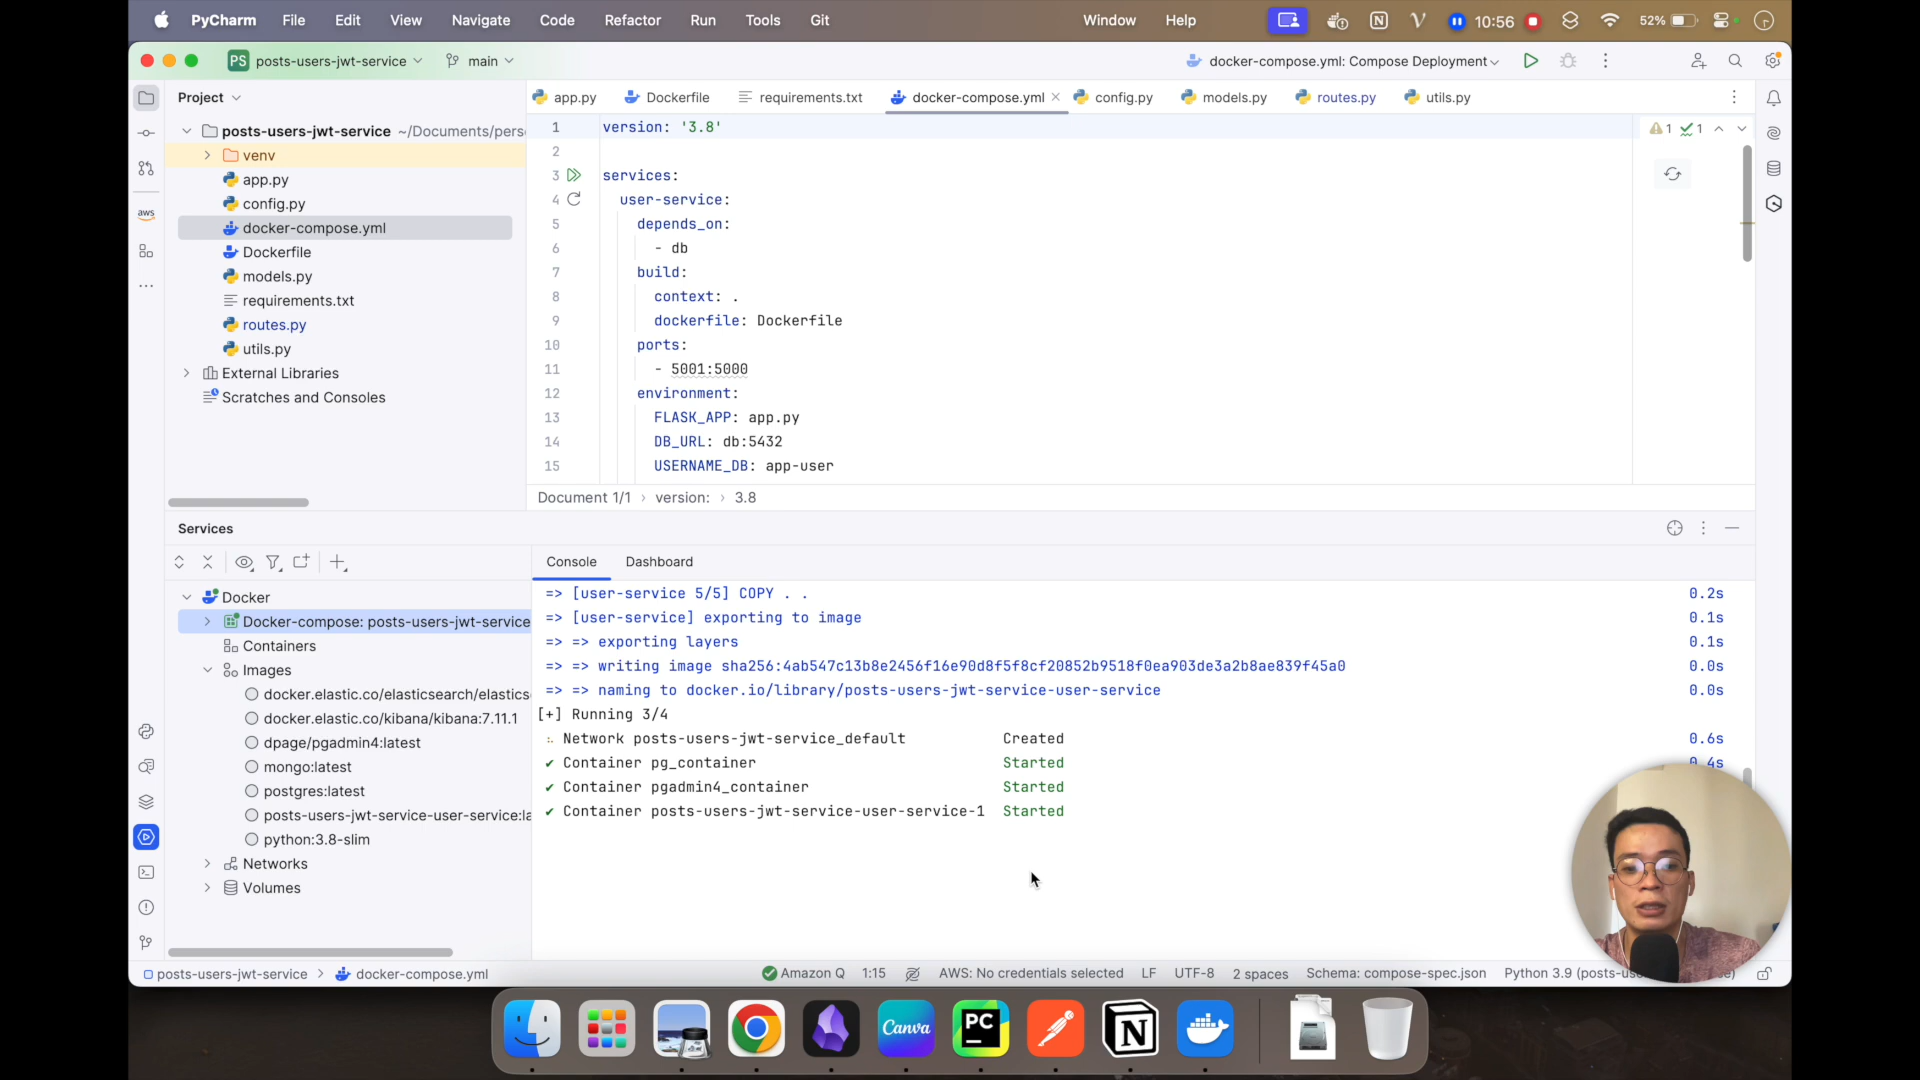 PyCharm File Edit View Navigate Code Refactor Run Tools Git Window Help 10:56 52%
PS posts-users-jwt-service main docker-compose.yml: Compose Deployment
Project
app.py Dockerfile requirements.txt docker-compose.yml config.py models.py routes.py utils.py
posts-users-jwt-service ~/Documents/pers
venv
app.py
config.py
docker-compose.yml
Dockerfile
models.py
requirements.txt
routes.py
utils.py
External Libraries
Scratches and Consoles
aws
1 version: '3.8'
2
3 services:
4 user-service:
5 depends_on:
6 - db
7 build:
8 context: .
9 dockerfile: Dockerfile
10 ports:
11 - 5001:5000
12 environment:
13 FLASK_APP: app.py
14 DB_URL: db:5432
15 USERNAME_DB: app-user
1 1
Document 1/1 › version: › 3.8
Services
Console Dashboard
Docker
Docker-compose: posts-users-jwt-service
Containers
Images
docker.elastic.co/elasticsearch/elastics
docker.elastic.co/kibana/kibana:7.11.1
dpage/pgadmin4:latest
mongo:latest
postgres:latest
posts-users-jwt-service-user-service:la
python:3.8-slim
Networks
Volumes
=> [user-service 5/5] COPY . . 0.2s
=> [user-service] exporting to image 0.1s
=> => exporting layers 0.1s
=> => writing image sha256:4ab547c13b8e2456f16e90d8f5f8cf20852b9518f0ea903de3a2b8ae839f45a0 0.0s
=> => naming to docker.io/library/posts-users-jwt-service-user-service 0.0s
[+] Running 3/4
Network posts-users-jwt-service_default Created 0.6s
✔ Container pg_container Started 0.4s
✔ Container pgadmin4_container Started
✔ Container posts-users-jwt-service-user-service-1 Started
posts-users-jwt-service › docker-compose.yml Amazon Q 1:15 AWS: No credentials selected LF UTF-8 2 spaces Schema: compose-spec.json Python 3.9 (posts-us
Canva PC N